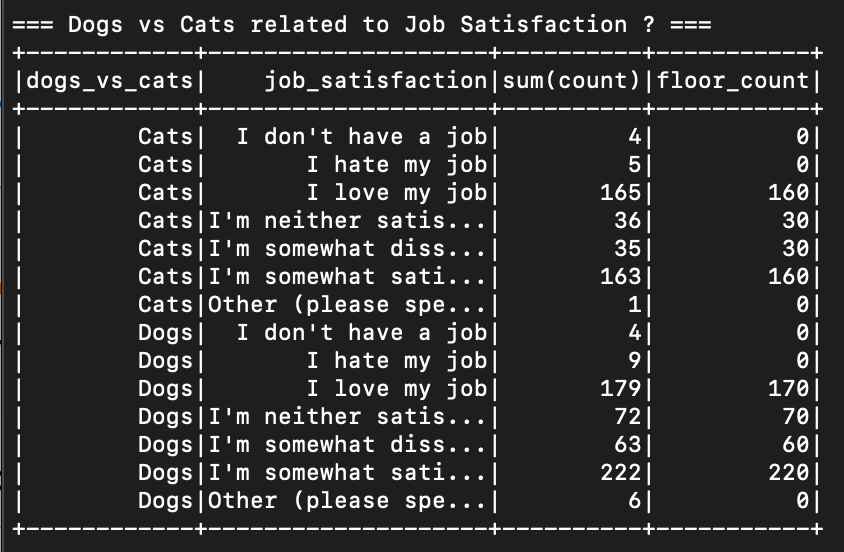 === Dogs vs Cats related to Job Satisfaction ? ===
+------------+--------------------+----------+-----------+
|dogs_vs_cats|    job_satisfaction|sum(count)|floor_count|
+------------+--------------------+----------+-----------+
|        Cats|  I don't have a job|         4|          0|
|        Cats|       I hate my job|         5|          0|
|        Cats|       I love my job|       165|        160|
|        Cats|I'm neither satis...|        36|         30|
|        Cats|I'm somewhat diss...|        35|         30|
|        Cats|I'm somewhat sati...|       163|        160|
|        Cats|Other (please spe...|         1|          0|
|        Dogs|  I don't have a job|         4|          0|
|        Dogs|       I hate my job|         9|          0|
|        Dogs|       I love my job|       179|        170|
|        Dogs|I'm neither satis...|        72|         70|
|        Dogs|I'm somewhat diss...|        63|         60|
|        Dogs|I'm somewhat sati...|       222|        220|
|        Dogs|Other (please spe...|         6|          0|
+------------+--------------------+----------+-----------+